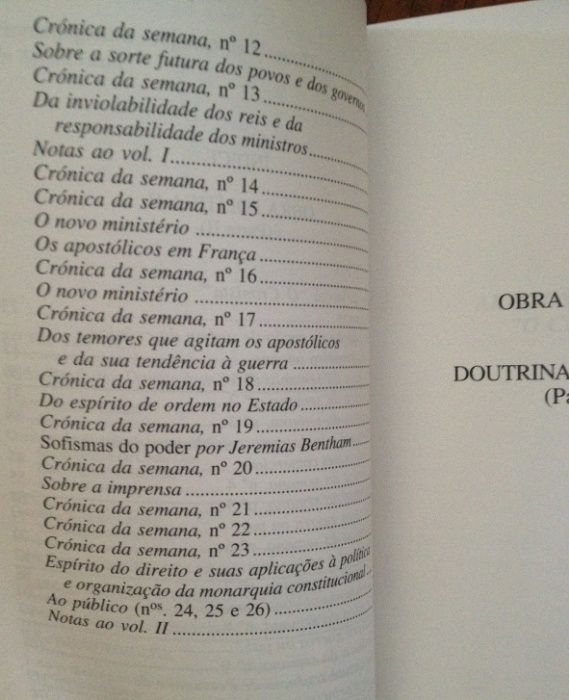 Crónica da semana, nº 12
Sobre a sorte futura dos povos e dos governos
Crónica da semana, nº 13
Da inviolabilidade dos reis e da
responsabilidade dos ministros
Notas ao vol. I
Crónica da semana, nº 14
Crónica da semana, nº 15
O novo ministério
Os apostólicos em França
Crónica da semana, nº 16
O novo ministério
Crónica da semana, nº 17
Dos temores que agitam os apostólicos
e da sua tendência à guerra
Crónica da semana, nº 18
Do espírito de ordem no Estado
Crónica da semana, nº 19
Sofismas do poder por Jeremias Bentham
Crónica da semana, nº 20
Sobre a imprensa
Crónica da semana, nº 21
Crónica da semana, nº 22
Crónica da semana, nº 23
Espírito do direito e suas aplicações à política
e organização da monarquia constitucional
Ao público (nos. 24, 25 e 26)
Notas ao vol. II
OBRA
DOUTRINA